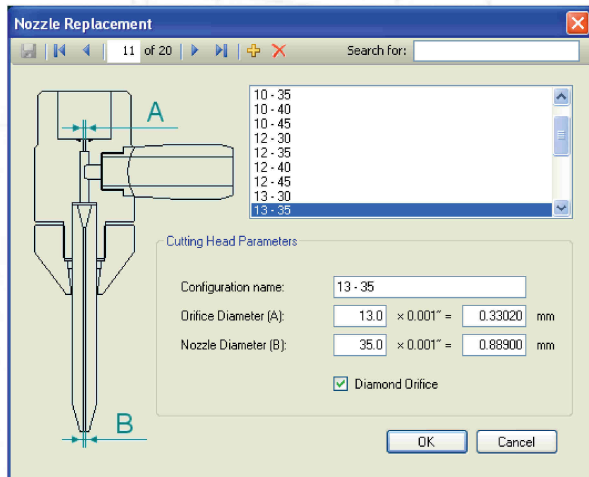 Nozzle Replacement
11 of 20 Search for:
A
10 - 35
10 - 40
10 - 45
12 - 30
12 - 35
12 - 40
12 - 45
13 - 30
13 - 35
Cutting Head Parameters
Configuration name: 13 - 35
Orifice Diameter (A): 13.0 × 0.001" = 0.33020 mm
Nozzle Diameter (B): 35.0 × 0.001" = 0.88900 mm
Diamond Orifice
B
OK Cancel